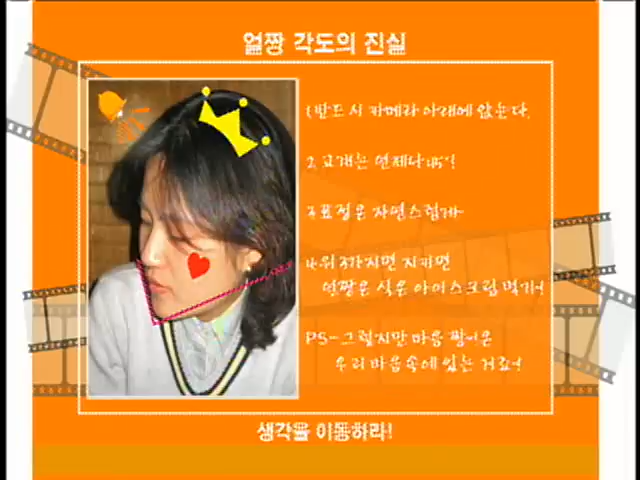 얼짱 각도의 진실
1.반드시 카메라 아래에 앉는다.
2. 고개는 언제나 45°!
3.표정은 자연스럽게~
4.위 3가지면 지키면
얼짱은 식은 아이스크림 먹기!
PS- 그렇지만 마음 짱은
우리 마음속에 있는 거죠!
생각을 이동하라!